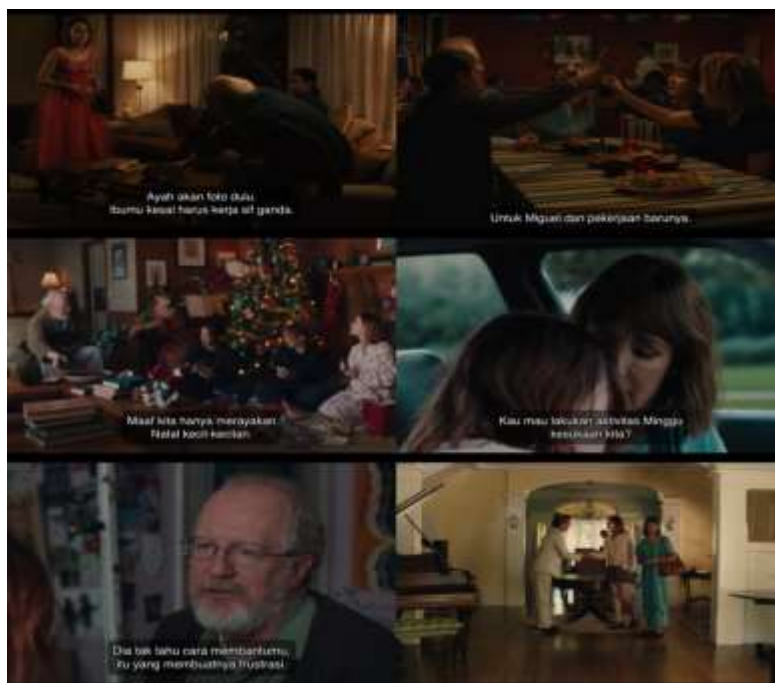 Ayah akan foto dulu.
Ibumu kesal harus kerja sif ganda.
Untuk Miguel dan pekerjaan barunya.
Maaf kita hanya merayakan
Natal kecil-kecilan.
Kau mau lakukan aktivitas Minggu
kesukaan kita?
Dia tak tahu cara membantumu,
itu yang membuatnya frustrasi.